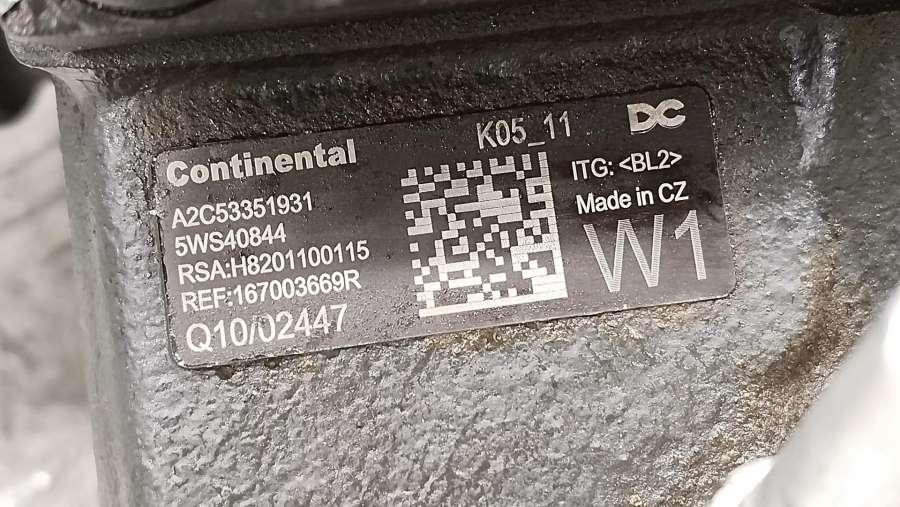 Continental
A2C53351931
5WS40844
RSA:H8201100115
REF:167003669R
Q10/02447
K05_11
DC
ITG: <BL2>
Made in CZ
W1